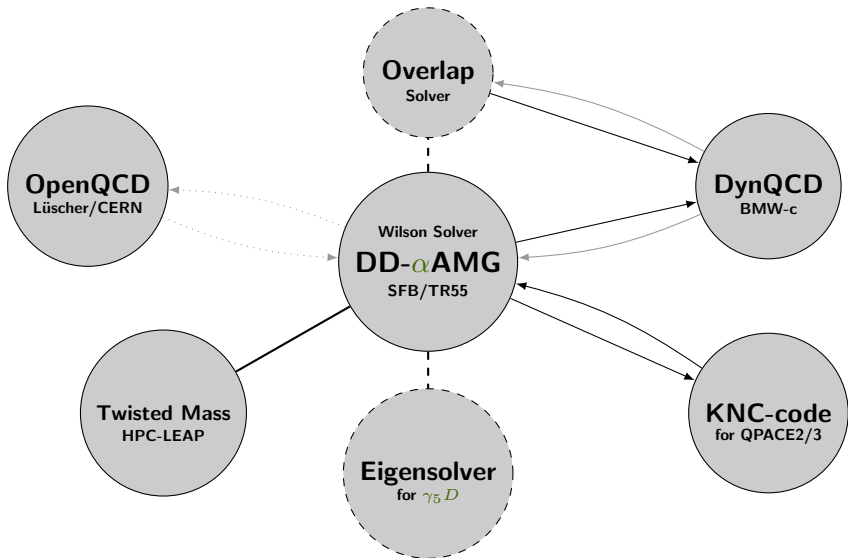 Overlap
Solver
OpenQCD
Lüscher/CERN
DynQCD
BMW-c
Wilson Solver
DD-αAMG
SFB/TR55
Twisted Mass
HPC-LEAP
KNC-code
for QPACE2/3
Eigensolver
for γ₅D